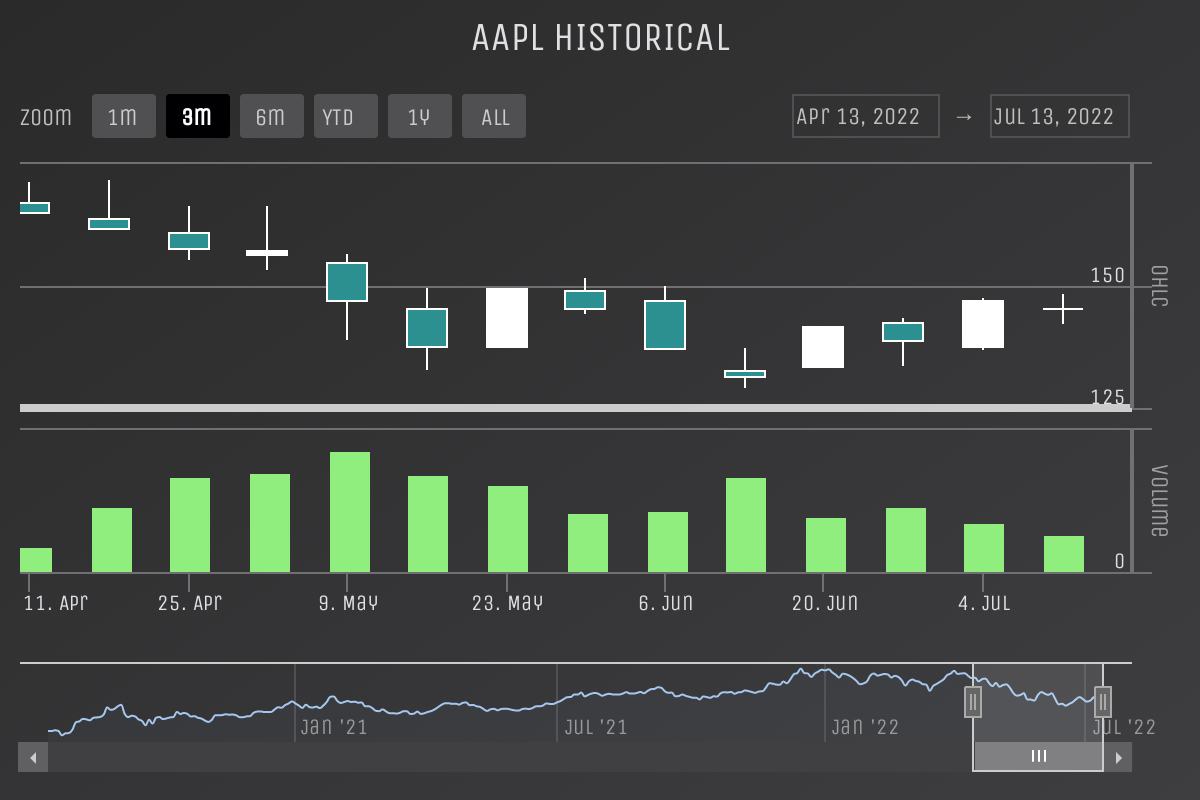 AAPL HISTORICAL
Zoom 1m 3m 6m YTD 1y All Apr 13, 2022 → Jul 13, 2022
150
OHLC
125
Volume
0
11. Apr 25. Apr 9. May 23. May 6. Jun 20. Jun 4. Jul
Jan '21 Jul '21 Jan '22 Jul '22